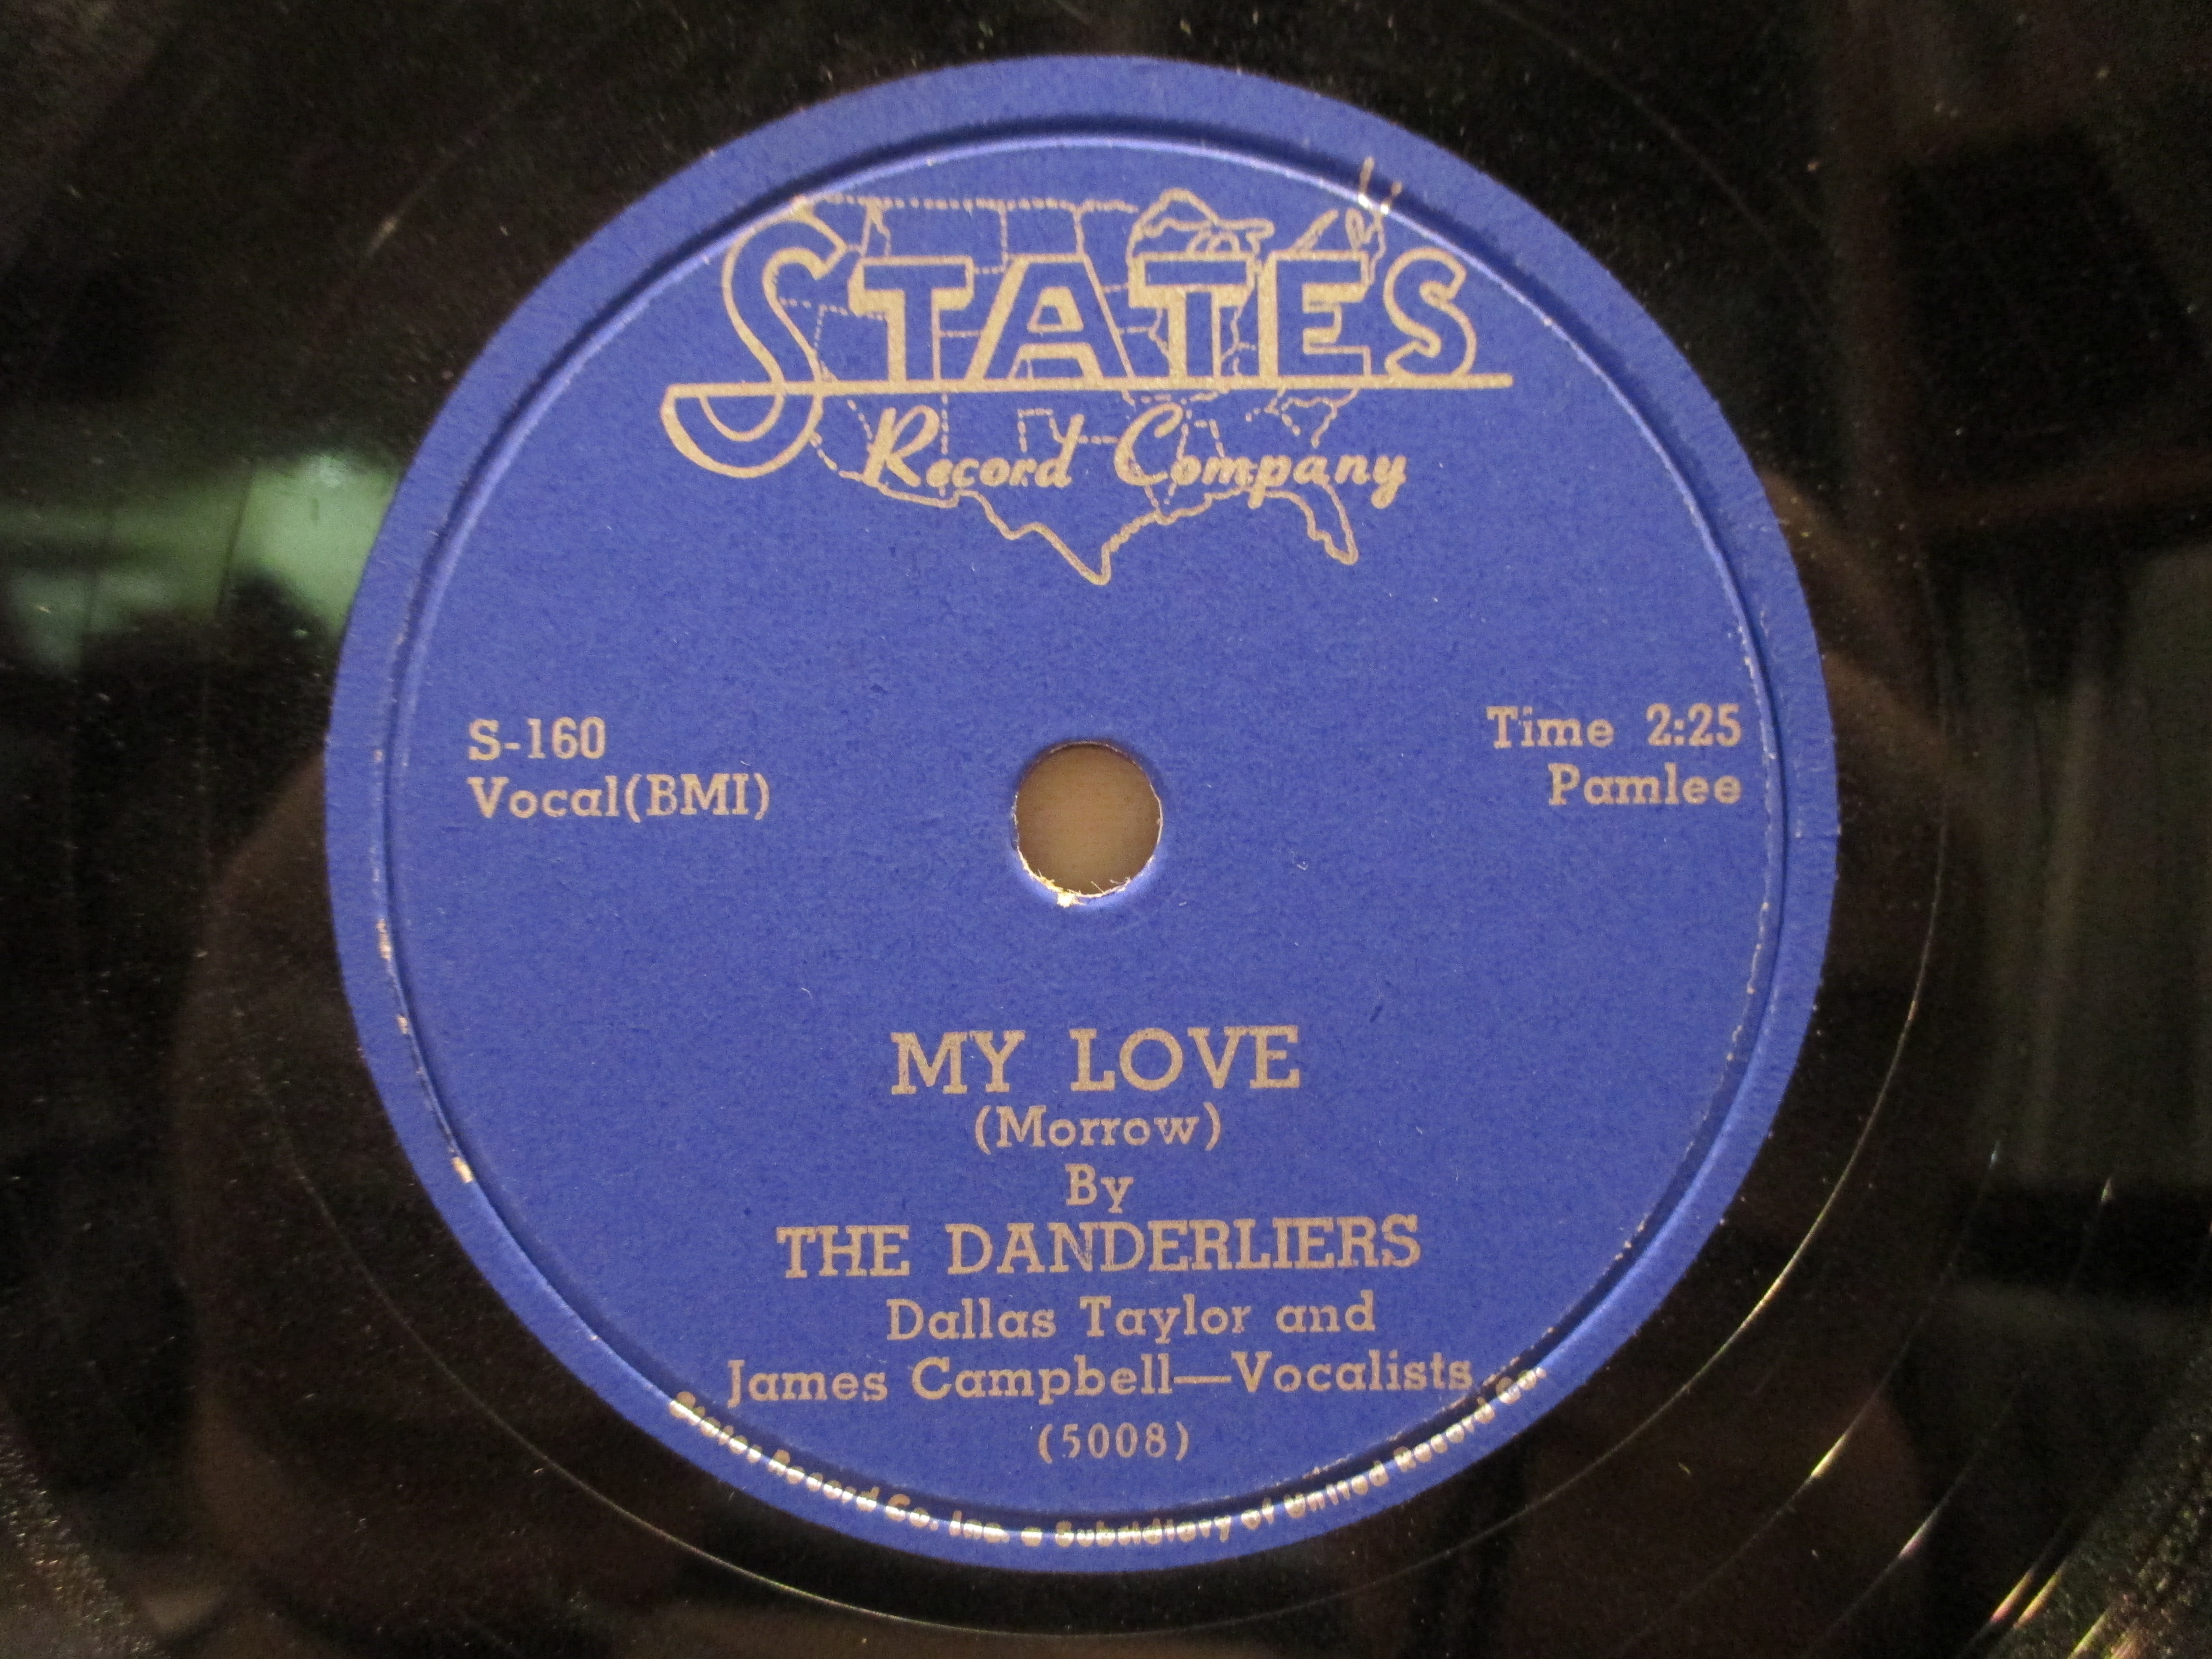 STATES
Record Company
S-160
Vocal(BMI)
Time 2:25
Pamlee
MY LOVE
(Morrow)
By
THE DANDERLIERS
Dallas Taylor and
James Campbell—Vocalists
(5008)
States Record Co. Inc. • Subsidiary of United Record Co.